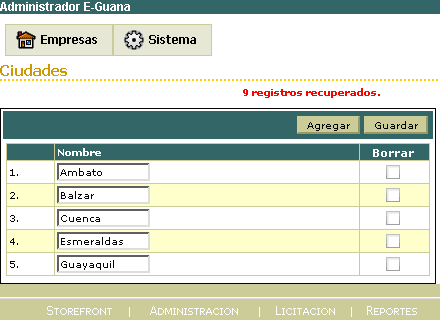 Administrador E-Guana
Empresas Sistema
Ciudades
9 registros recuperados.
Agregar Guardar
Nombre Borrar
1. Ambato
2. Balzar
3. Cuenca
4. Esmeraldas
5. Guayaquil
STOREFRONT | ADMINISTRACION | LICITACION | REPORTES